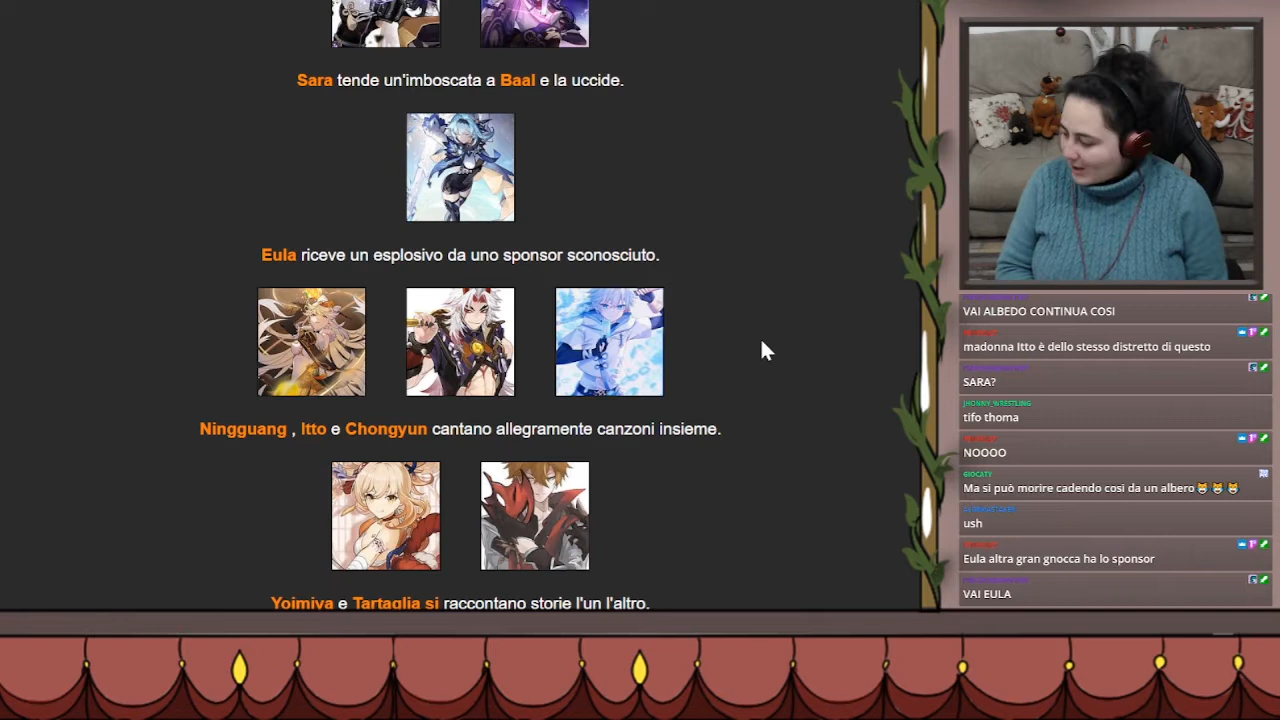 Sara tende un'imboscata a Baal e la uccide.
Eula riceve un esplosivo da uno sponsor sconosciuto.
Ningguang , Itto e Chongyun cantano allegramente canzoni insieme.
Yoimiya e Tartaglia si raccontano storie l'un l'altro.
VAI ALBEDO CONTINUA COSI
madonna Itto è dello stesso distretto di questo
SARA?
JHONNY_WRESTLING
tifo thoma
NOOOO
GIOCATY
Ma si può morire cadendo così da un albero
ush
Eula altra gran gnocca ha lo sponsor
VAI EULA